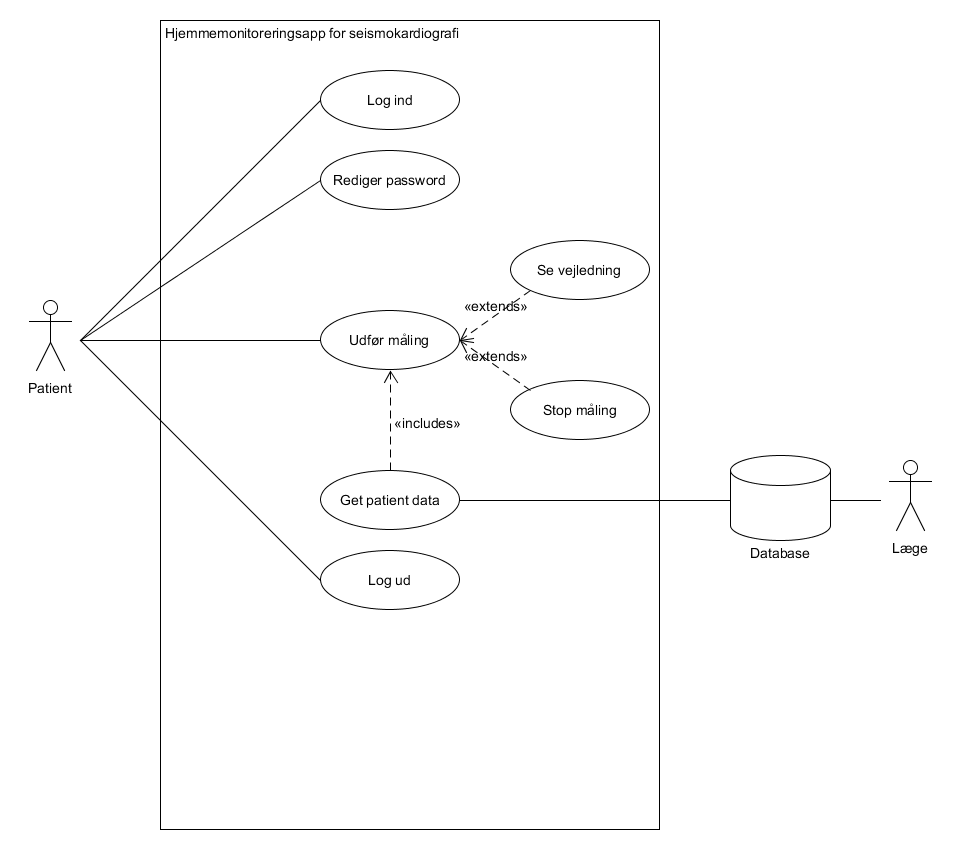 Hjemmemonitoreringsapp for seismokardiografi
Log ind
Rediger password
Se vejledning
«extends»
Udfør måling
«extends»
Patient
Stop måling
«includes»
Get patient data
Database
Læge
Log ud